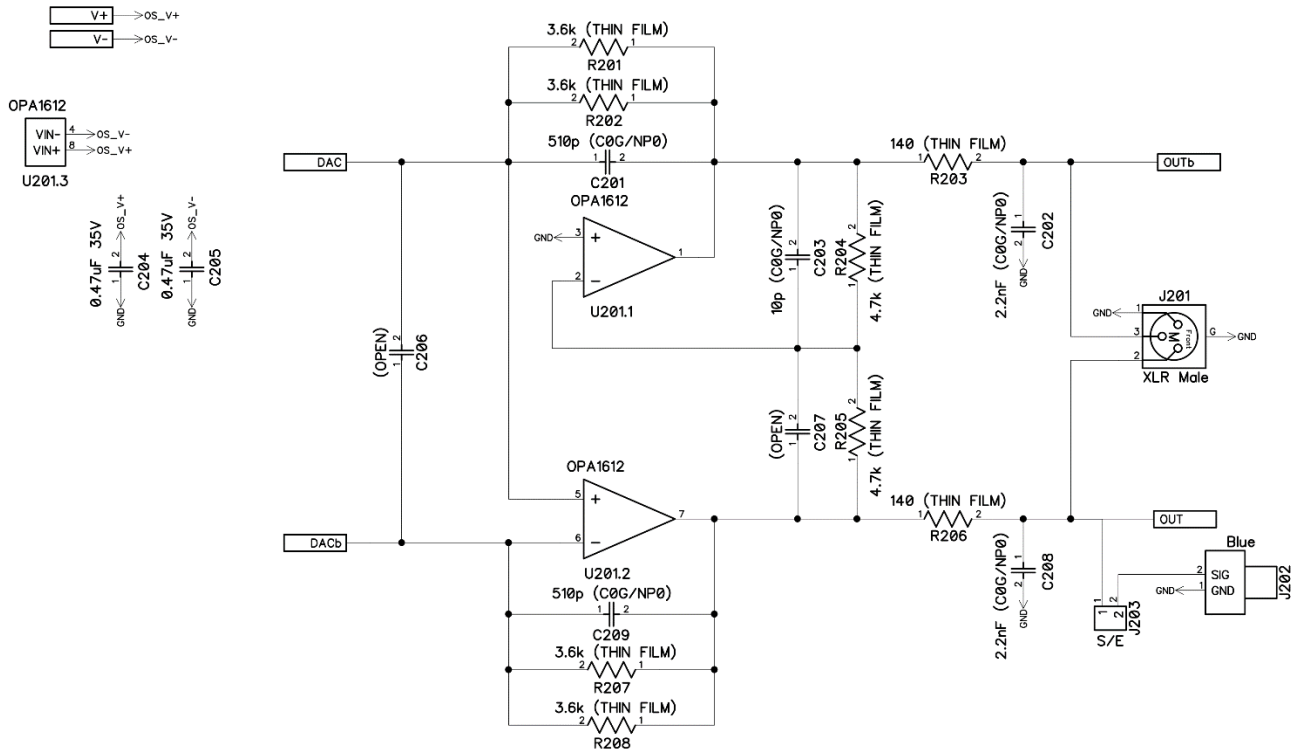 V+
OS_V+
V-
OS_V-
OPA1612
VIN-
4
OS_V-
VIN+
8
OS_V+
U201.3
0.47uF 35V
1
2
GND
OS_V+
C204
0.47uF 35V
1
2
GND
OS_V-
C205
3.6k (THIN FILM)
2
1
R201
3.6k (THIN FILM)
2
1
R202
510p (C0G/NP0)
1
2
C201
DAC
OPA1612
GND
3
+
2
−
1
U201.1
(OPEN)
1
2
C206
10p (C0G/NP0)
1
2
C203
R204
1
2
4.7k (THIN FILM)
140 (THIN FILM)
1
2
R203
2.2nF (C0G/NP0)
1
2
GND
C202
OUTb
J201
GND
1
3
2
M
Front
G
GND
XLR Male
(OPEN)
1
2
C207
R205
1
2
4.7k (THIN FILM)
OPA1612
5
+
6
−
7
U201.2
DACb
510p (C0G/NP0)
1
2
C209
3.6k (THIN FILM)
2
1
R207
3.6k (THIN FILM)
2
1
R208
140 (THIN FILM)
1
2
R206
2.2nF (C0G/NP0)
1
2
GND
C208
OUT
1
2
1
2
J203
S/E
Blue
2
SIG
GND
1
GND
J202